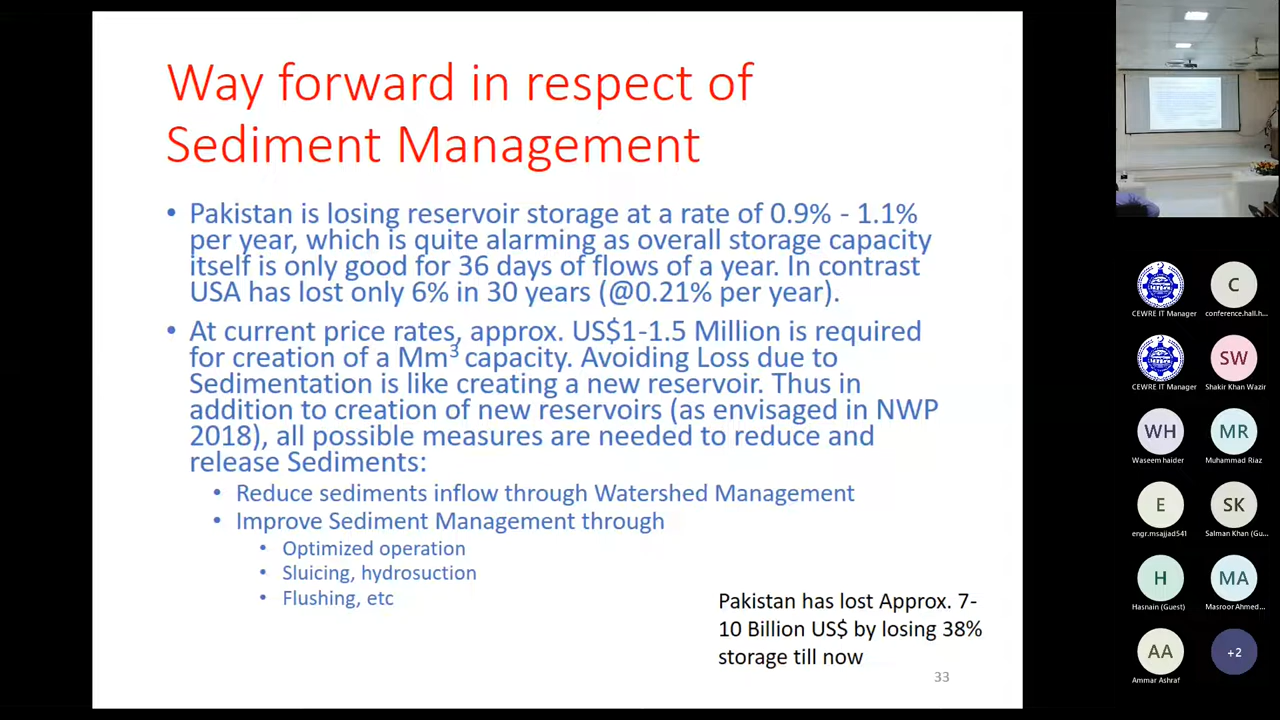 Way forward in respect of
Sediment Management
• Pakistan is losing reservoir storage at a rate of 0.9% - 1.1%
per year, which is quite alarming as overall storage capacity
itself is only good for 36 days of flows of a year. In contrast
USA has lost only 6% in 30 years (@0.21% per year).
• At current price rates, approx. US$1-1.5 Million is required
for creation of a Mm³ capacity. Avoiding Loss due to
Sedimentation is like creating a new reservoir. Thus in
addition to creation of new reservoirs (as envisaged in NWP
2018), all possible measures are needed to reduce and
release Sediments:
• Reduce sediments inflow through Watershed Management
• Improve Sediment Management through
• Optimized operation
• Sluicing, hydrosuction
• Flushing, etc
Pakistan has lost Approx. 7-
10 Billion US$ by losing 38%
storage till now
33
C
CEWRE IT Manager
conference.hall.h...
SW
CEWRE IT Manager
Shakir Khan Wazir
WH
MR
Waseem haider
Muhammad Riaz
E
SK
engr.msajjad541
Salman Khan (Gu...
H
MA
Hasnain (Guest)
Masroor Ahmed...
AA
+2
Ammar Ashraf